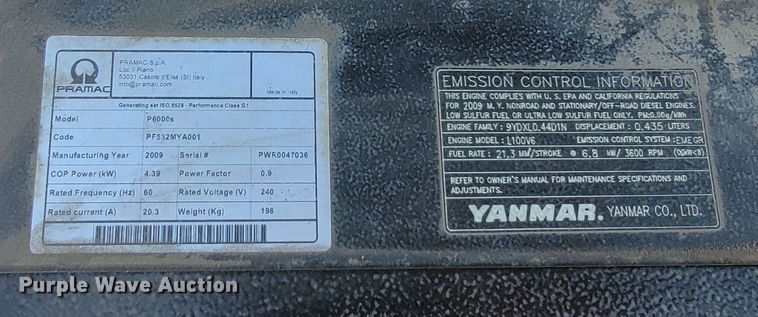 PRAMAC
PRAMAC S.p.A.
Loc.Il Piano
53031 Casole d'Elsa (SI) Italy
info@pramac.com
Made in Italy
Generating set ISO 8528 - Performance Class G1
Model P6000s
Code PF532MYA001
Manufacturing Year 2009 Serial # PWR0047036
COP Power (kW) 4.39 Power Factor 0.9
Rated Frequency (Hz) 60 Rated Voltage (V) 240
Rated current (A) 20.3 Weight (Kg) 196
EMISSION CONTROL INFORMATION
THIS ENGINE COMPLIES WITH U.S. EPA AND CALIFORNIA REGULATIONS
FOR 2009 M.Y. NONROAD AND STATIONARY/OFF-ROAD DIESEL ENGINES.
LOW SULFUR FUEL OR ULTRA LOW SULFUR FUEL ONLY.
ENGINE FAMILY : 9YDXL0.44D1N DISPLACEMENT : 0.435 LITERS
ENGINE MODEL : L100V6 EMISSION CONTROL SYSTEM : EM EGR
FUEL RATE : 21.3 MM³/STROKE @ 6.8 kW / 3600 RPM
REFER TO OWNER'S MANUAL FOR MAINTENANCE SPECIFICATIONS AND
ADJUSTMENTS.
YANMAR. YANMAR CO., LTD.
Purple Wave Auction